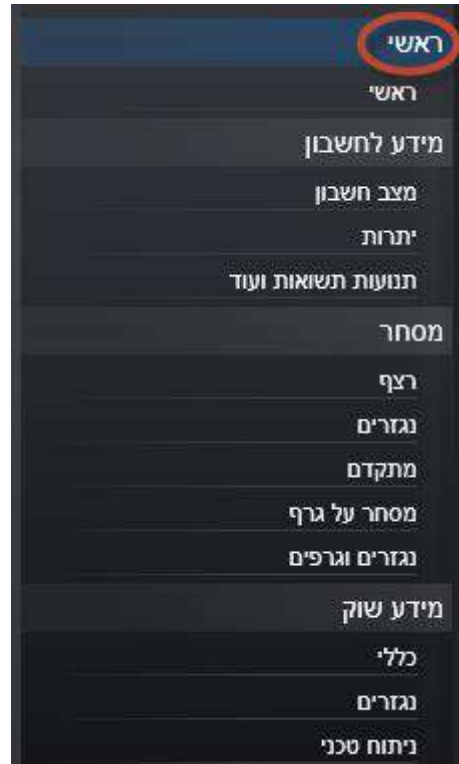 ראשי
ראשי
מידע לחשבון
מצב חשבון
יתרות
תנועות תשואות ועוד
מסחר
רצף
נגזרים
מתקדם
מסחר על גרף
נגזרים וגרפים
מידע שוק
כללי
נגזרים
ניתוח טכני